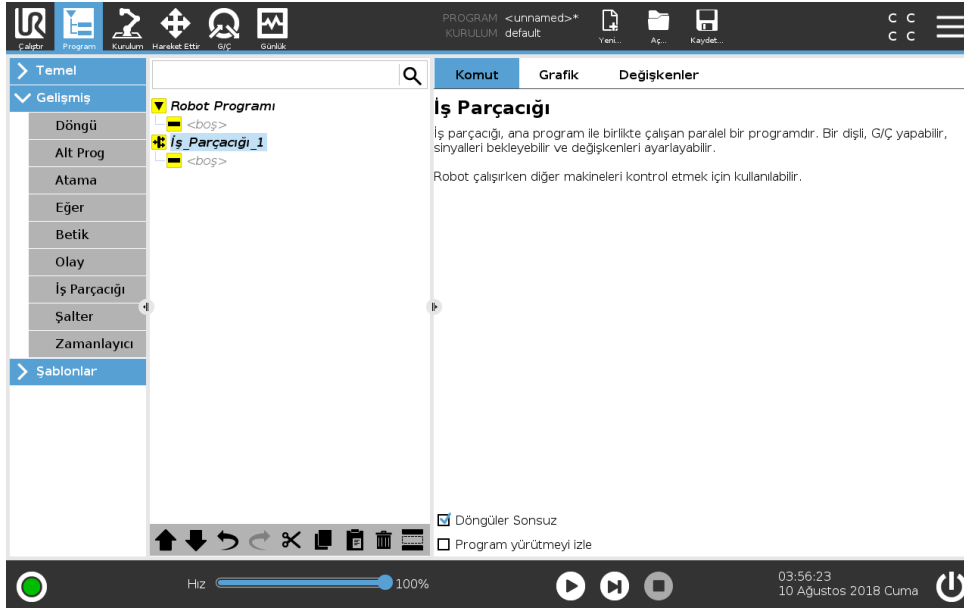 Çalıştır
Program
Kurulum
Hareket Ettir
G/Ç
Günlük
PROGRAM <unnamed>*
KURULUM default
Yeni...
Aç...
Kaydet...
C C
C C
Temel
Gelişmiş
Döngü
Alt Prog
Atama
Eğer
Betik
Olay
İş Parçacığı
Şalter
Zamanlayıcı
Şablonlar
Robot Programı
<boş>
İş_Parçacığı_1
<boş>
Komut
Grafik
Değişkenler
İş Parçacığı
İş parçacığı, ana program ile birlikte çalışan paralel bir programdır. Bir dişli, G/Ç yapabilir,
sinyalleri bekleyebilir ve değişkenleri ayarlayabilir.
Robot çalışırken diğer makineleri kontrol etmek için kullanılabilir.
Döngüler Sonsuz
Program yürütmeyi izle
Hız
100%
03:56:23
10 Ağustos 2018 Cuma